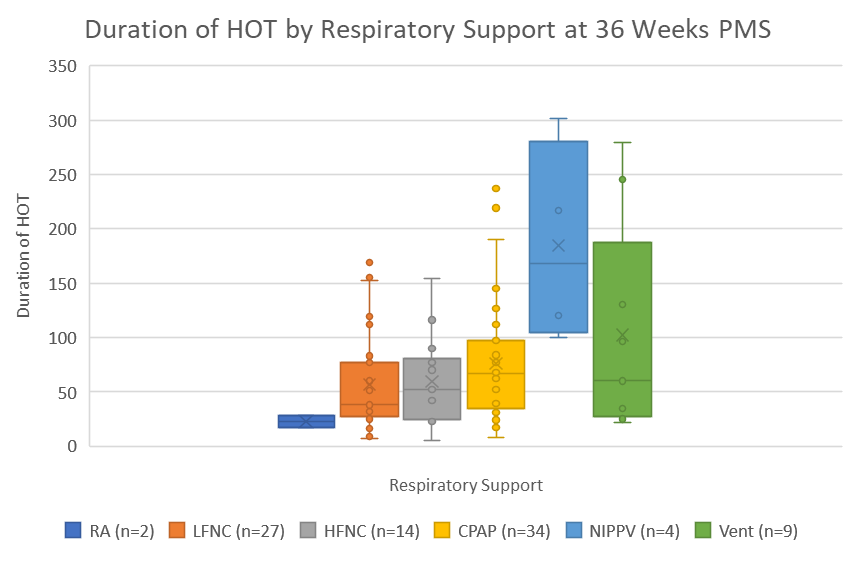 Duration of HOT by Respiratory Support at 36 Weeks PMS
350
300
250
200
150
100
50
0
Duration of HOT
Respiratory Support
RA (n=2) LFNC (n=27) HFNC (n=14) CPAP (n=34) NIPPV (n=4) Vent (n=9)